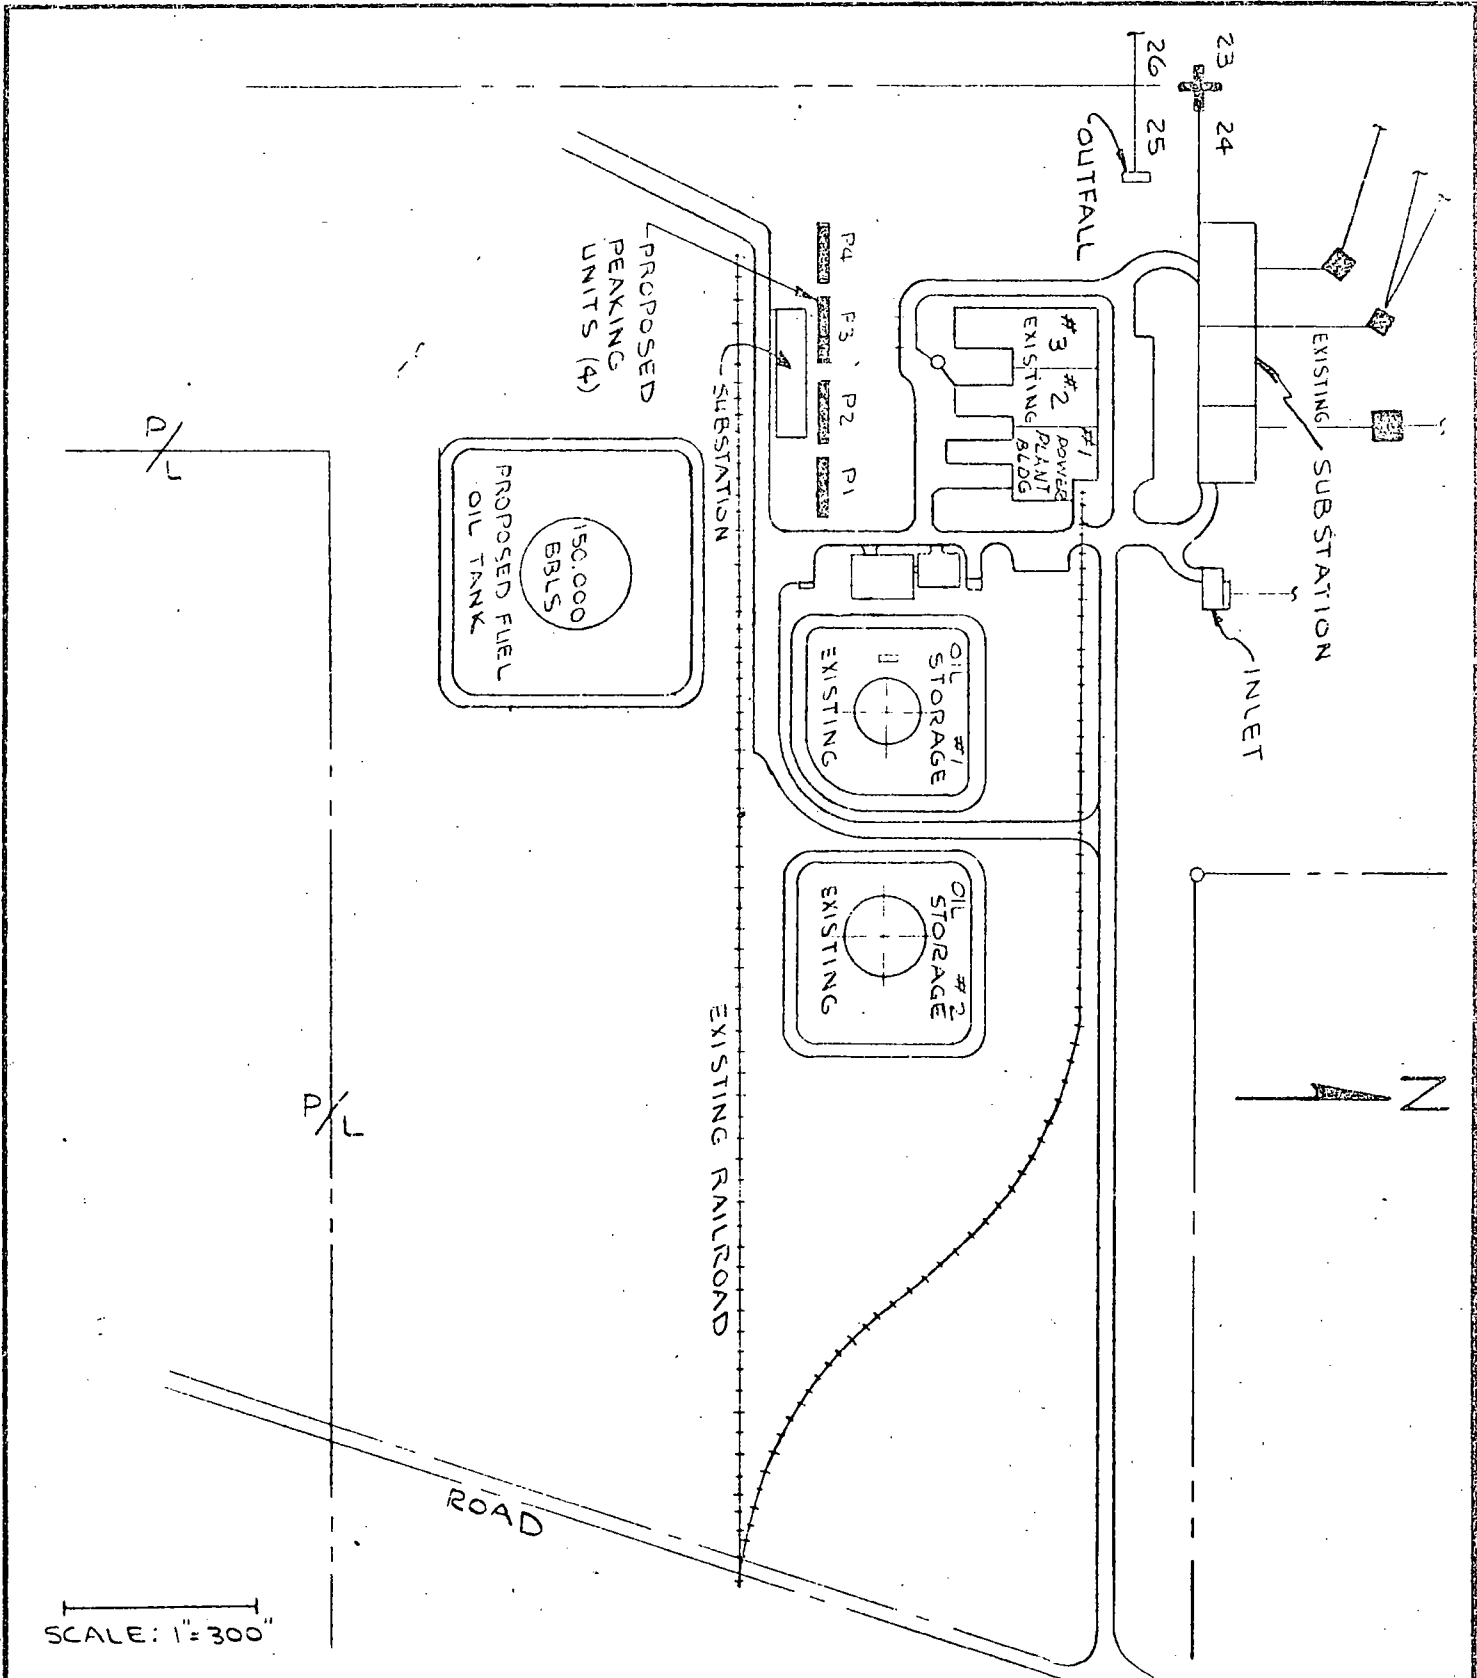 23
24
26
25
OUTFALL
EXISTING
SUBSTATION
INLET
N
#3
EXISTING
#2
EXISTING
#1
POWER
PLANT
BLDG
P4
P3
P2
P1
PROPOSED
PEAKING
UNITS (4)
SUBSTATION
150,000
BBLS
PROPOSED FUEL
OIL TANK
OIL
STORAGE
#1
EXISTING
OIL
STORAGE
#2
EXISTING
EXISTING RAILROAD
P/L
P/L
ROAD
SCALE: 1"=300"